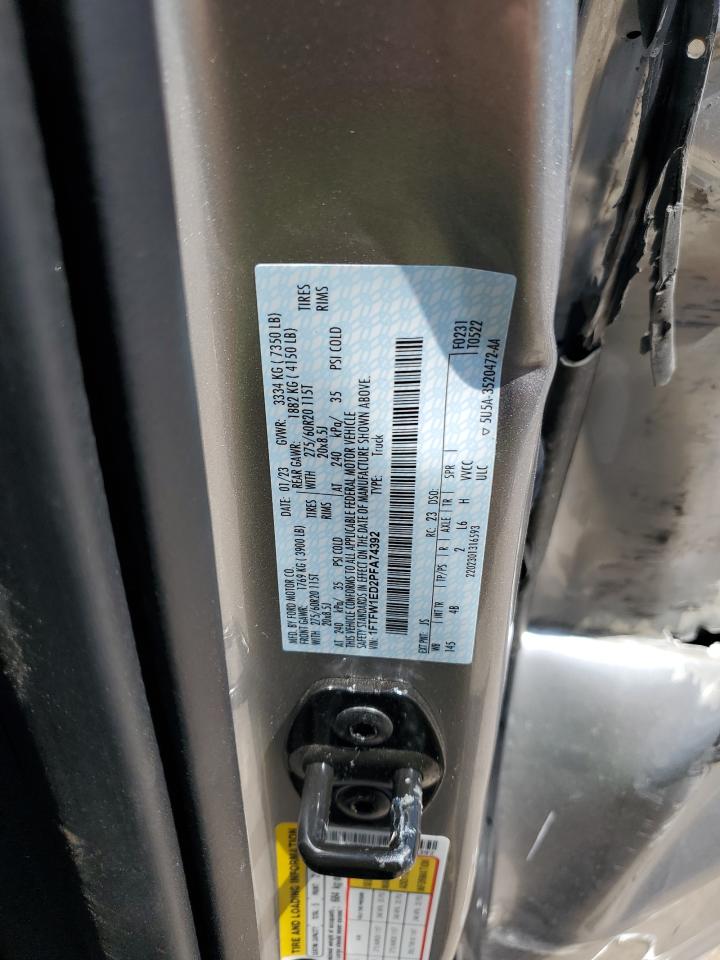 MFD. BY FORD MOTOR CO.
DATE: 01/23 GVWR: 3334 KG ( 7350 LB)
FRONT GAWR: 1769 KG ( 3900 LB) REAR GAWR: 1882 KG ( 4150 LB)
WITH 275/60R20 115T TIRES WITH 275/60R20 115T TIRES
20x8.5J RIMS 20x8.5J RIMS
AT 240 kPa/ 35 PSI COLD AT 240 kPa/ 35 PSI COLD
THIS VEHICLE CONFORMS TO ALL APPLICABLE FEDERAL MOTOR VEHICLE
SAFETY STANDARDS IN EFFECT ON THE DATE OF MANUFACTURE SHOWN ABOVE.
VIN: 1FTFW1ED2PFA74392 TYPE: Truck
F0231
T0522
EXT PNT: JS RC: 23 DSO:
WB INT TR TP/PS R AXLE TR SPR
145 4B 2 L6 H VVCC
2202301316593 ULC
▽ 5U5A-3520472-AA
TIRE AND LOADING INFORMATION